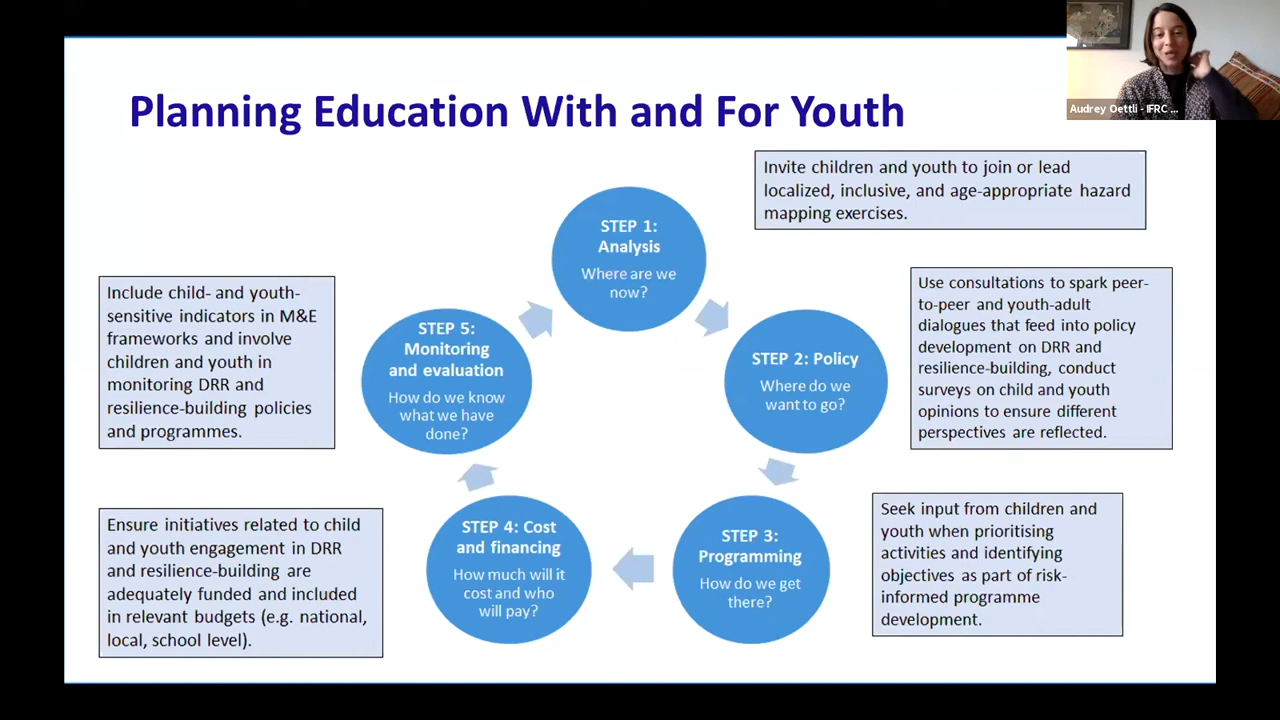 Planning Education With and For Youth
Audrey Oettli - IFRC ...
Invite children and youth to join or lead
localized, inclusive, and age-appropriate hazard
mapping exercises.
STEP 1:
Analysis
Where are we
now?
Use consultations to spark peer-
to-peer and youth-adult
dialogues that feed into policy
development on DRR and
resilience-building, conduct
surveys on child and youth
opinions to ensure different
perspectives are reflected.
STEP 2: Policy
Where do we
want to go?
Seek input from children and
youth when prioritising
activities and identifying
objectives as part of risk-
informed programme
development.
STEP 3:
Programming
How do we get
there?
STEP 4: Cost
and financing
How much will it
cost and who
will pay?
Ensure initiatives related to child
and youth engagement in DRR
and resilience-building are
adequately funded and included
in relevant budgets (e.g. national,
local, school level).
STEP 5:
Monitoring
and evaluation
How do we know
what we have
done?
Include child- and youth-
sensitive indicators in M&E
frameworks and involve
children and youth in
monitoring DRR and
resilience-building policies
and programmes.